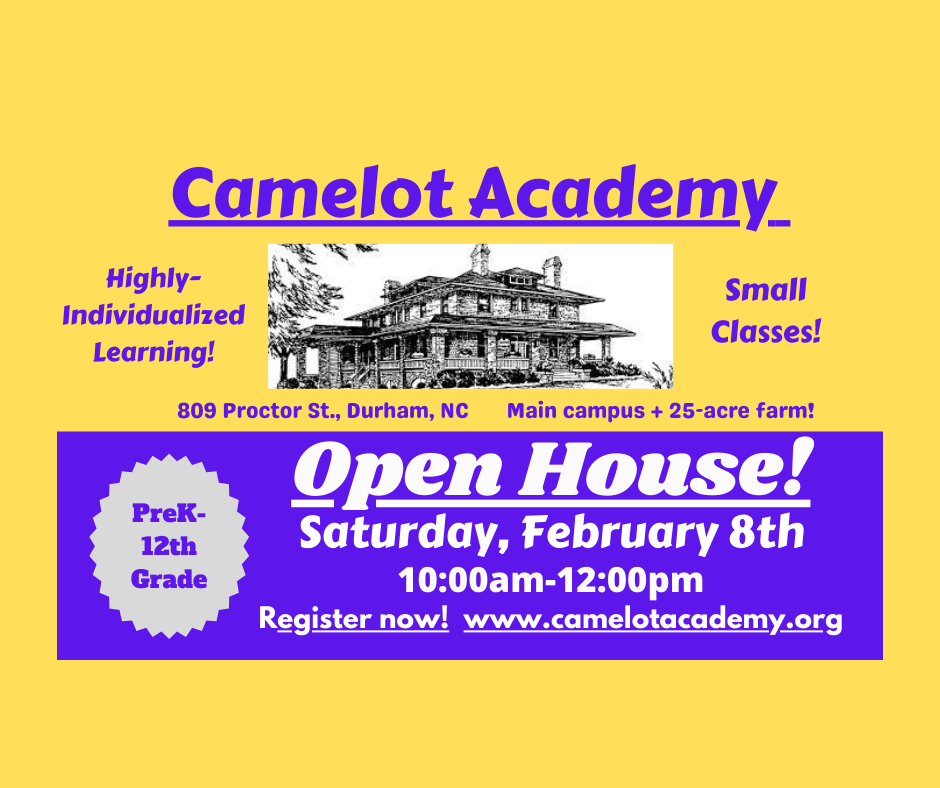 Camelot Academy
Highly-
Individualized
Learning!
Small
Classes!
809 Proctor St., Durham, NC
Main campus + 25-acre farm!
PreK-
12th
Grade
Open House!
Saturday, February 8th
10:00am-12:00pm
Register now! www.camelotacademy.org